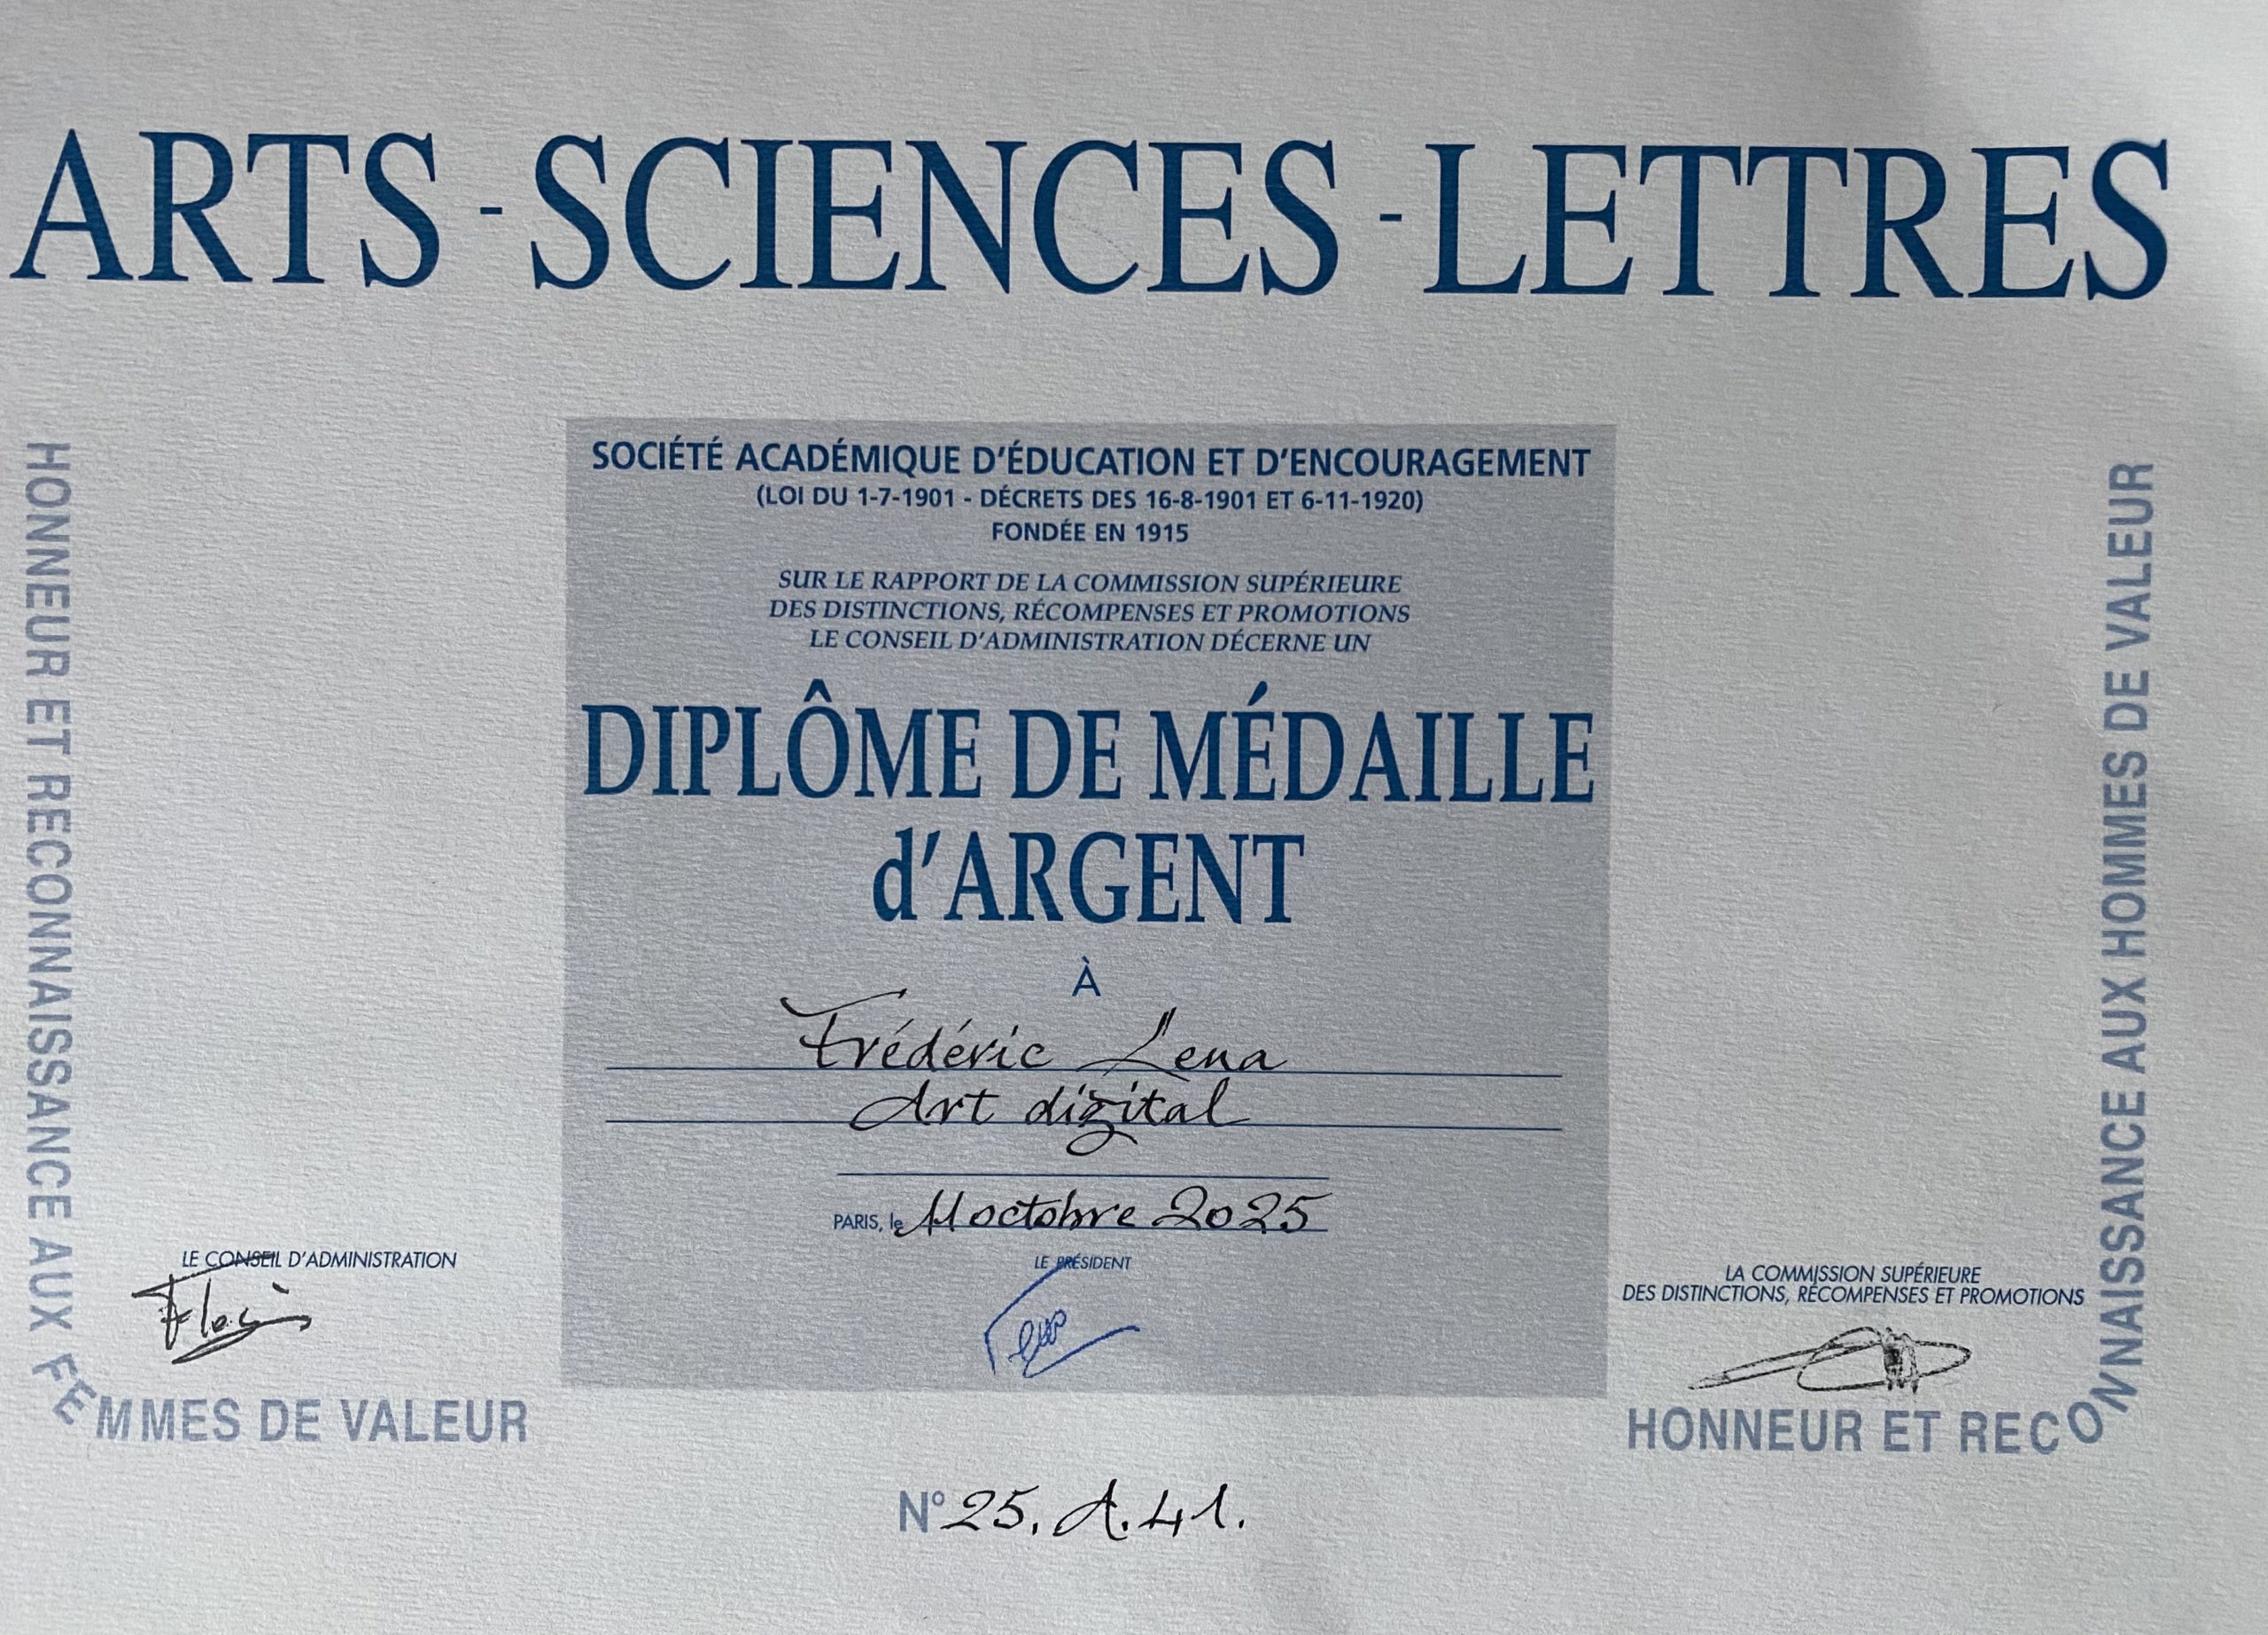 ARTS - SCIENCES - LETTRES
SOCIÉTÉ ACADÉMIQUE D'ÉDUCATION ET D'ENCOURAGEMENT
(LOI DU 1-7-1901 - DÉCRETS DES 16-8-1901 ET 6-11-1920)
FONDÉE EN 1915
SUR LE RAPPORT DE LA COMMISSION SUPÉRIEURE
DES DISTINCTIONS, RÉCOMPENSES ET PROMOTIONS
LE CONSEIL D'ADMINISTRATION DÉCERNE UN
DIPLÔME DE MÉDAILLE
d'ARGENT
À
Frédéric Lena
Art digital
PARIS, le 11 octobre 2025
LE CONSEIL D'ADMINISTRATION
LE PRÉSIDENT
LA COMMISSION SUPÉRIEURE
DES DISTINCTIONS, RÉCOMPENSES ET PROMOTIONS
HONNEUR ET RECONNAISSANCE AUX FEMMES DE VALEUR
HONNEUR ET RECONNAISSANCE AUX HOMMES DE VALEUR
N° 25. A. 41.